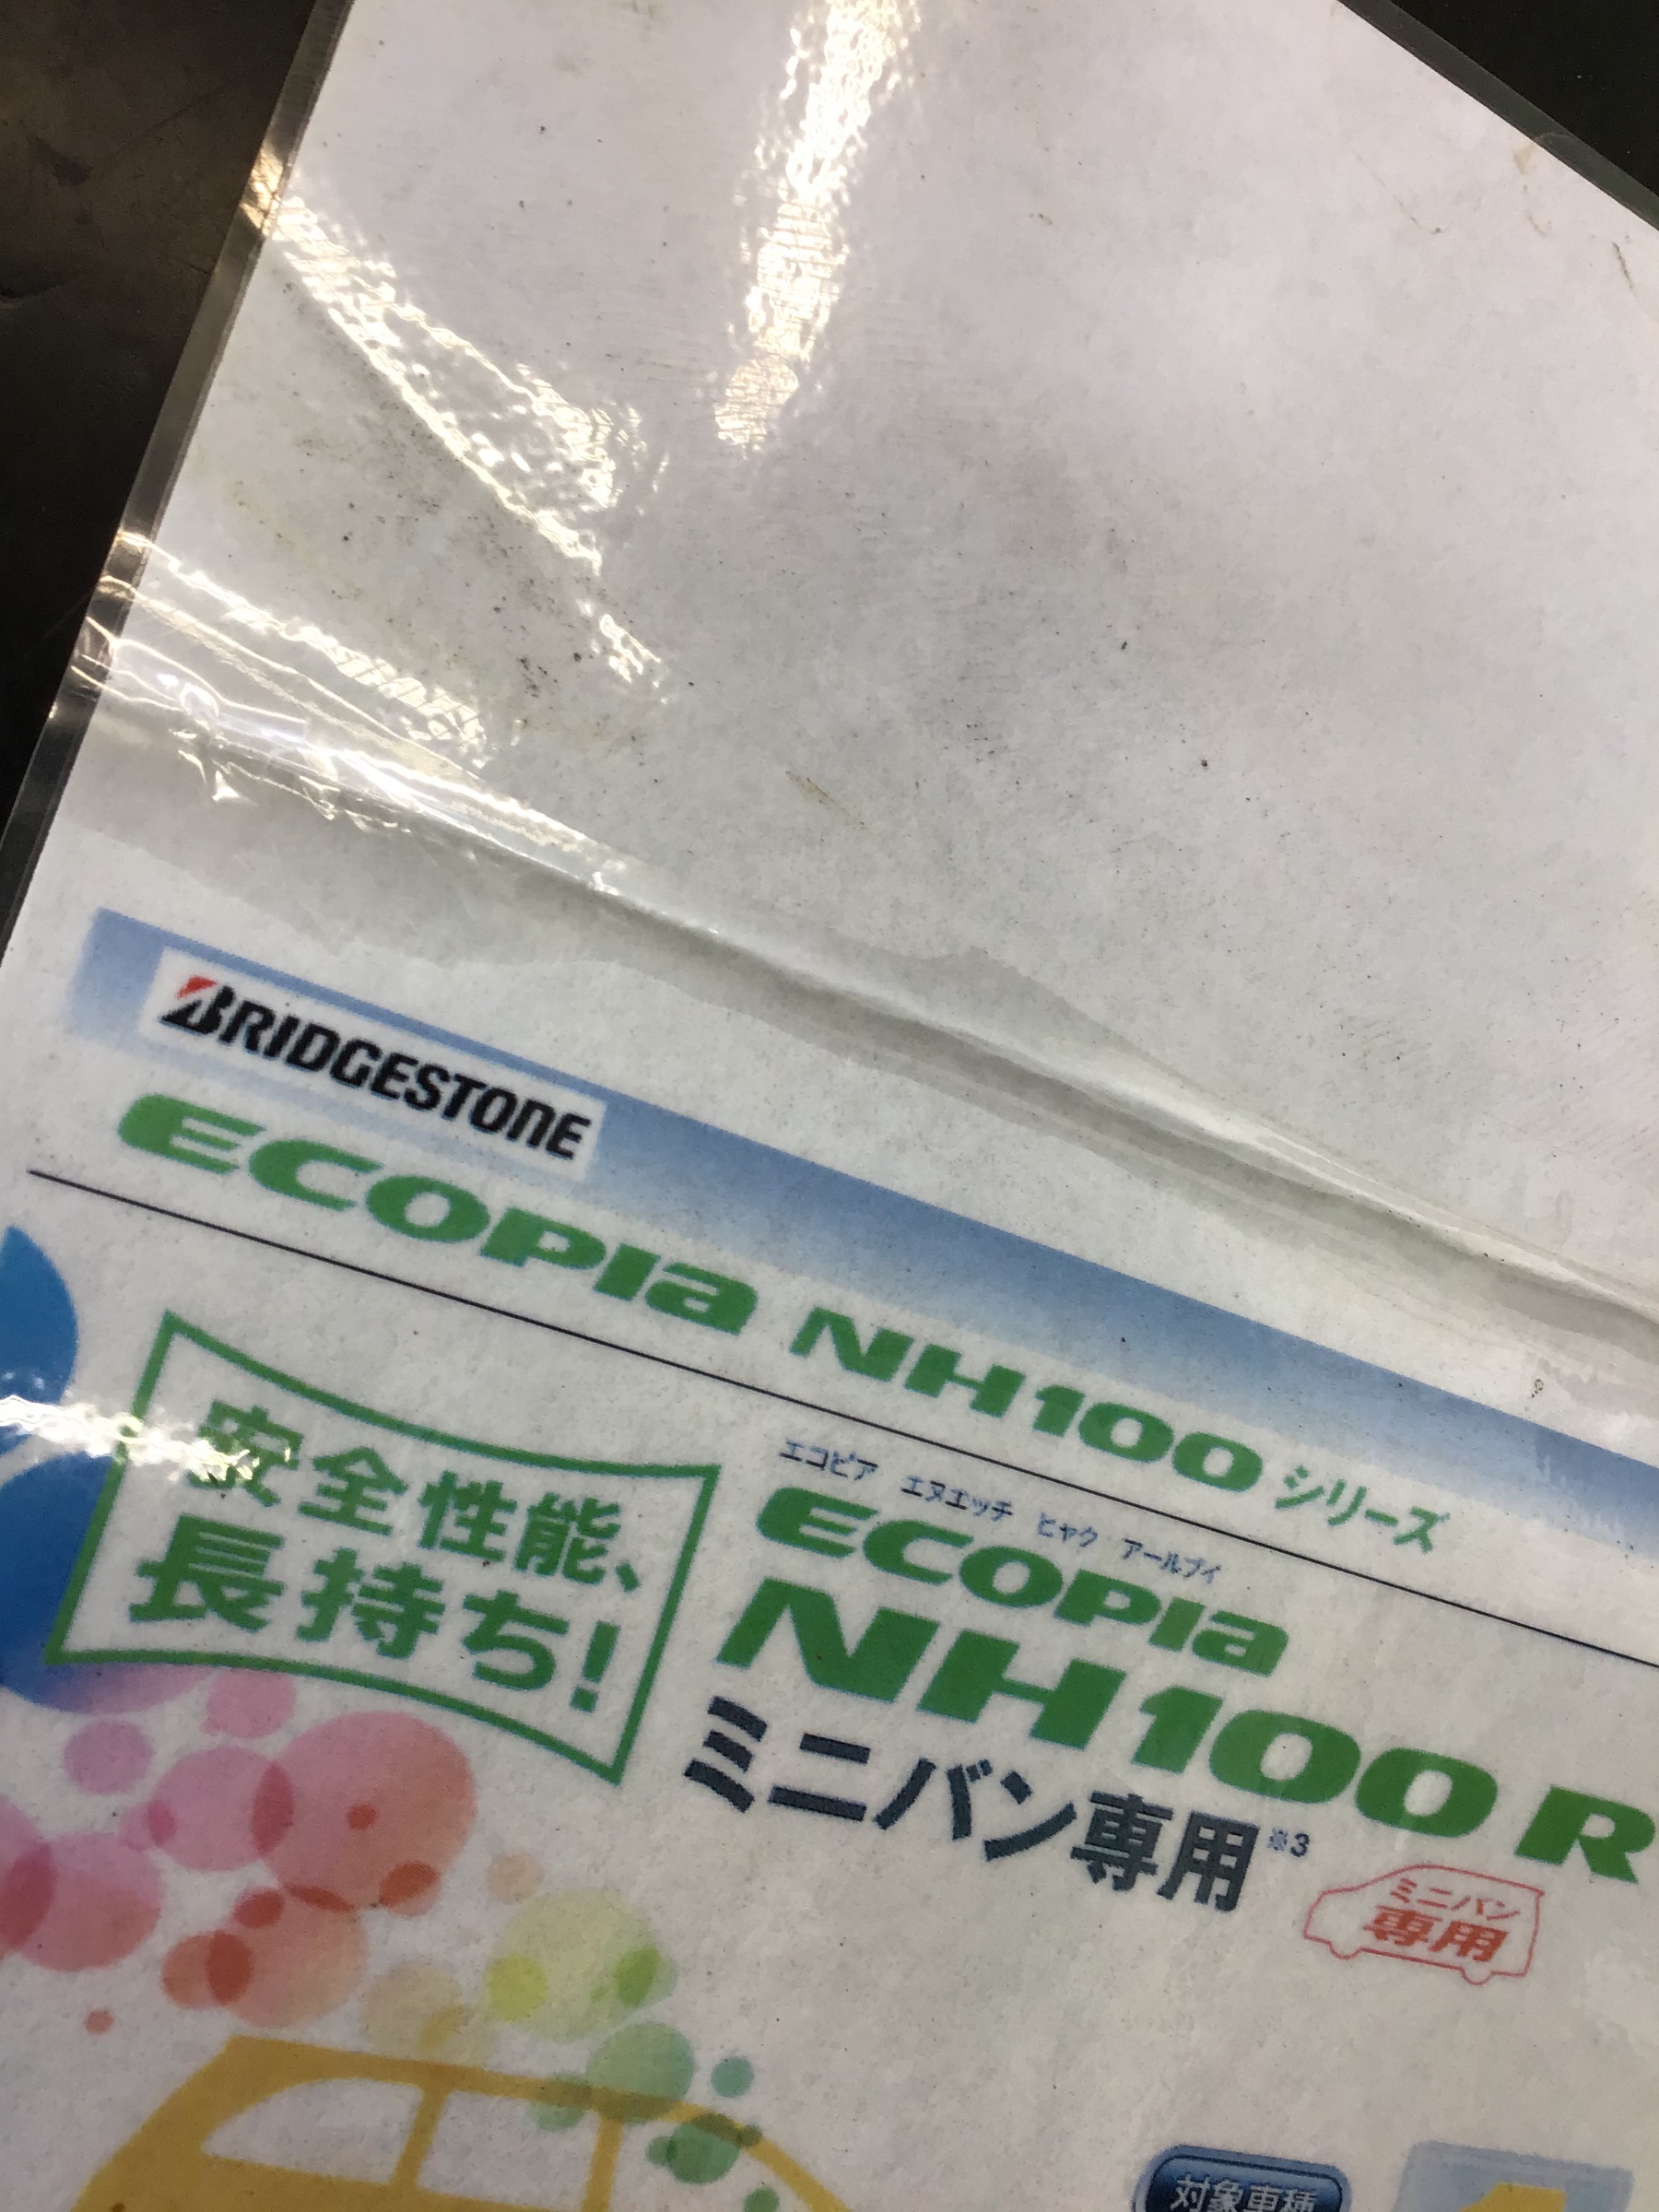 BRIDGESTONE
ECOPIA NH100 シリーズ
安全性能、
長持ち!
エコピア エヌエッチ ヒャク アールブイ
ECOPIA
NH100 R
ミニバン専用※3
ミニバン
専用
対象車種